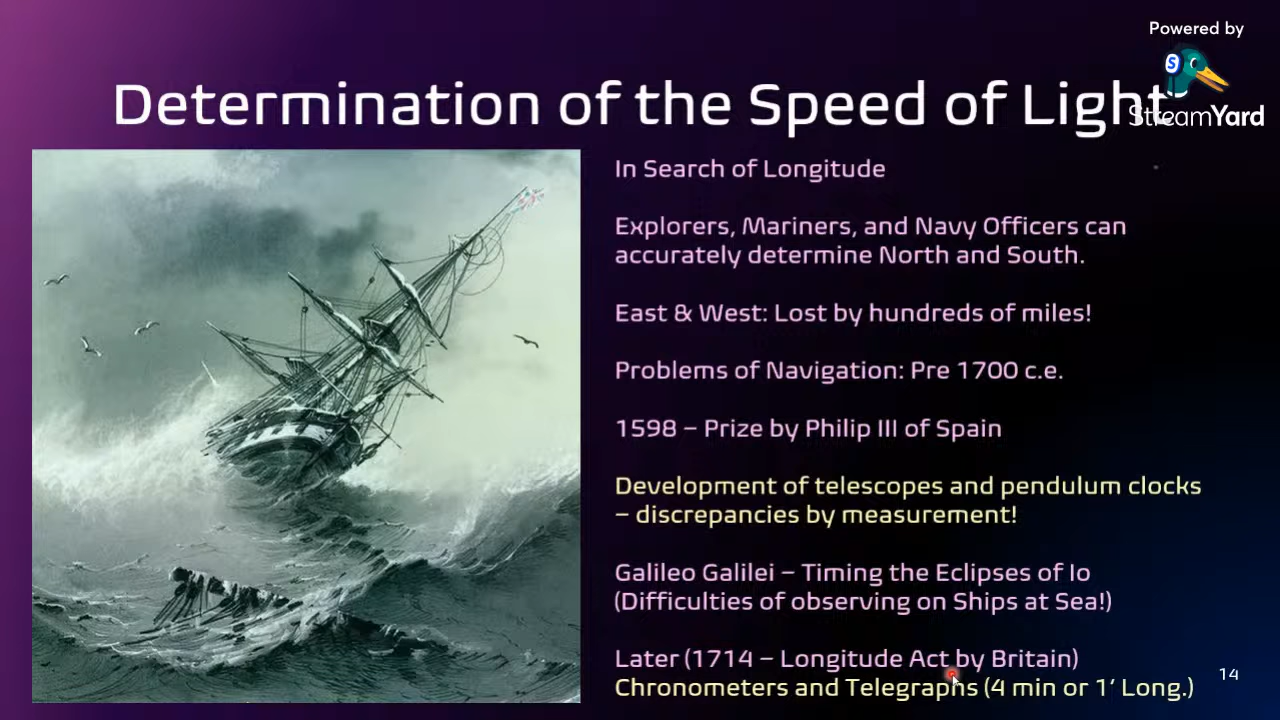 Powered by
StreamYard
Determination of the Speed of Light
In Search of Longitude
Explorers, Mariners, and Navy Officers can
accurately determine North and South.
East & West: Lost by hundreds of miles!
Problems of Navigation: Pre 1700 c.e.
1598 – Prize by Philip III of Spain
Development of telescopes and pendulum clocks
– discrepancies by measurement!
Galileo Galilei – Timing the Eclipses of Io
(Difficulties of observing on Ships at Sea!)
Later (1714 – Longitude Act by Britain)
Chronometers and Telegraphs (4 min or 1’ Long.)
14